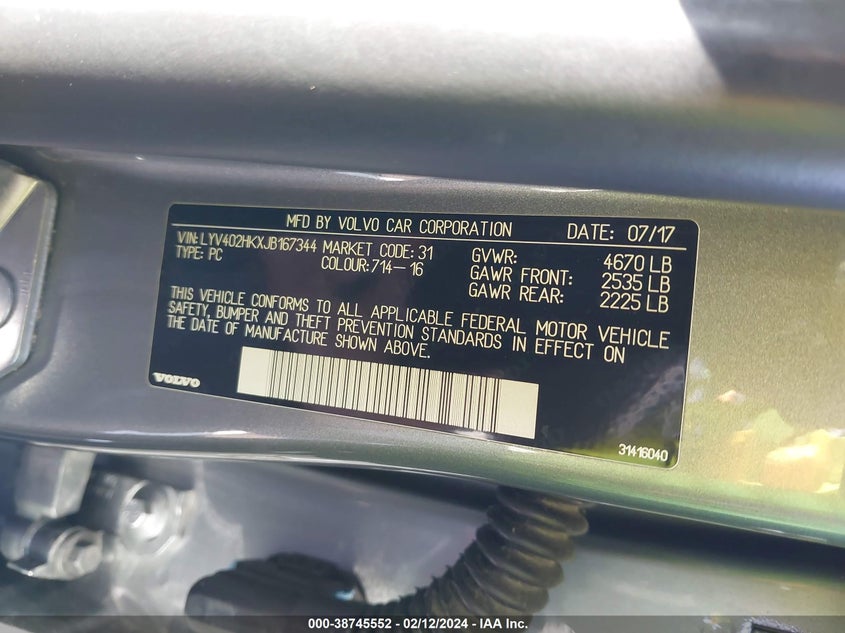 MFD BY VOLVO CAR CORPORATION DATE: 07/17
VIN: LYV402HKXJB167344 MARKET CODE: 31 GVWR: 4670 LB
TYPE: PC COLOUR: 714-16 GAWR FRONT: 2535 LB
GAWR REAR: 2225 LB
THIS VEHICLE CONFORMS TO ALL APPLICABLE FEDERAL MOTOR VEHICLE
SAFETY, BUMPER AND THEFT PREVENTION STANDARDS IN EFFECT ON
THE DATE OF MANUFACTURE SHOWN ABOVE.
VOLVO
31416040
000-38745552 - 02/12/2024 - IAA Inc.